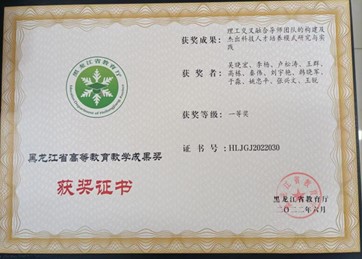 黑龙江省教育厅
黑龙江省高等教育教学成果奖
获奖证书
获奖成果：理工交叉融合导师团队的构建及
杰出科技人才培养模式研究与实
践
获奖者：吴晓宏、李杨、卢松涛、王群、
高栋、秦伟、刘宇艳、韩晓军、
于淼、姚忠平、张兴文、王锐
获奖等级：一等奖
证书号：HLJGJ2022030
黑龙江省教育厅
二〇二二年六月